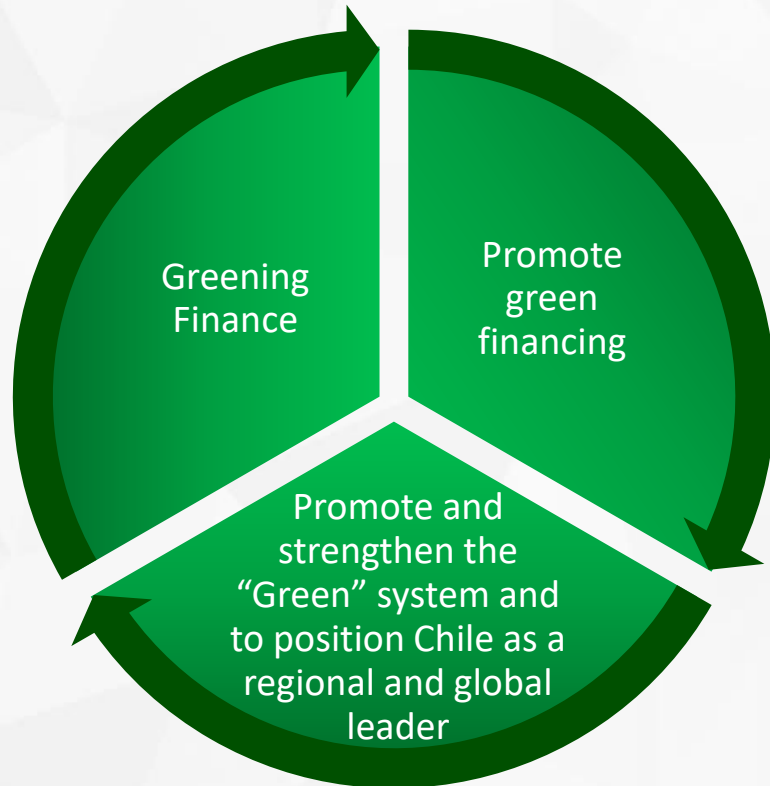 Greening
Finance
Promote
green
financing
Promote and
strengthen the
“Green” system and
to position Chile as a
regional and global
leader